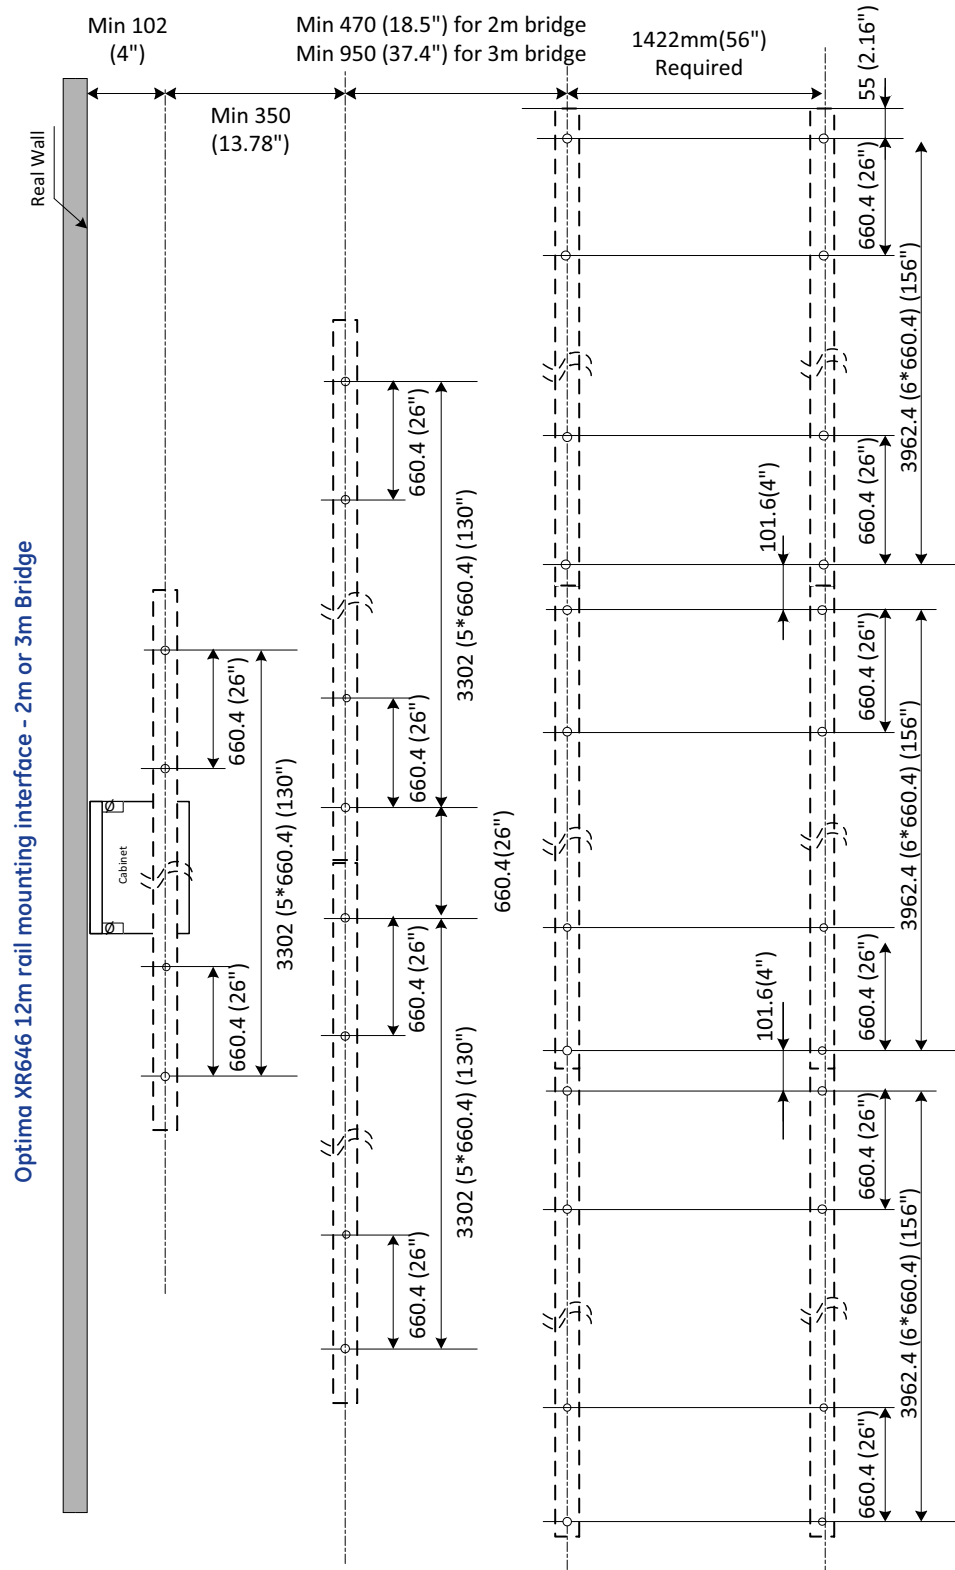 Optima XR646 12m rail mounting interface - 2m or 3m Bridge
Min 102
(4")
Min 470 (18.5") for 2m bridge
Min 950 (37.4") for 3m bridge
1422mm(56")
Required
55 (2.16")
Min 350
(13.78")
Real Wall
660.4 (26")
3962.4 (6*660.4) (156")
660.4 (26")
101.6(4")
660.4 (26")
3302 (5*660.4) (130")
660.4 (26")
660.4(26")
660.4 (26")
3302 (5*660.4) (130")
660.4 (26")
Cabinet
660.4 (26")
3302 (5*660.4) (130")
660.4 (26")
660.4 (26")
3962.4 (6*660.4) (156")
660.4 (26")
101.6(4")
660.4 (26")
3962.4 (6*660.4) (156")
660.4 (26")